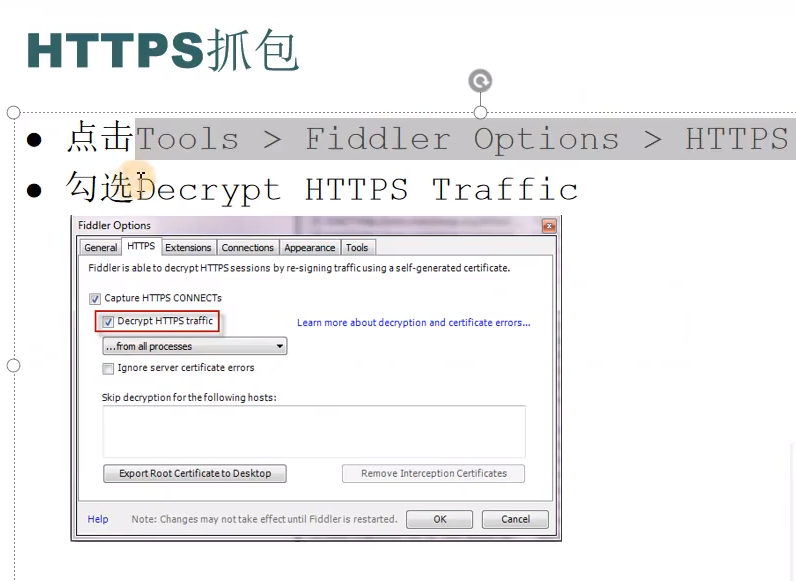 HTTPS抓包
点击Tools > Fiddler Options > HTTPS
勾选Decrypt HTTPS Traffic
Fiddler Options
General HTTPS Extensions Connections Appearance Tools
Fiddler is able to decrypt HTTPS sessions by re-signing traffic using a self-generated certificate.
Capture HTTPS CONNECTs
Decrypt HTTPS traffic Learn more about decryption and certificate errors...
...from all processes
Ignore server certificate errors
Skip decryption for the following hosts:
Export Root Certificate to Desktop Remove Interception Certificates
Help Note: Changes may not take effect until Fiddler is restarted. OK Cancel